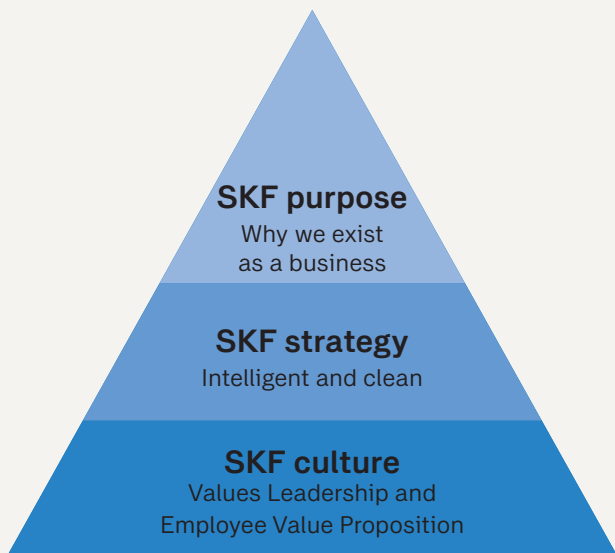 SKF purpose
Why we exist
as a business
SKF strategy
Intelligent and clean
SKF culture
Values Leadership and
Employee Value Proposition